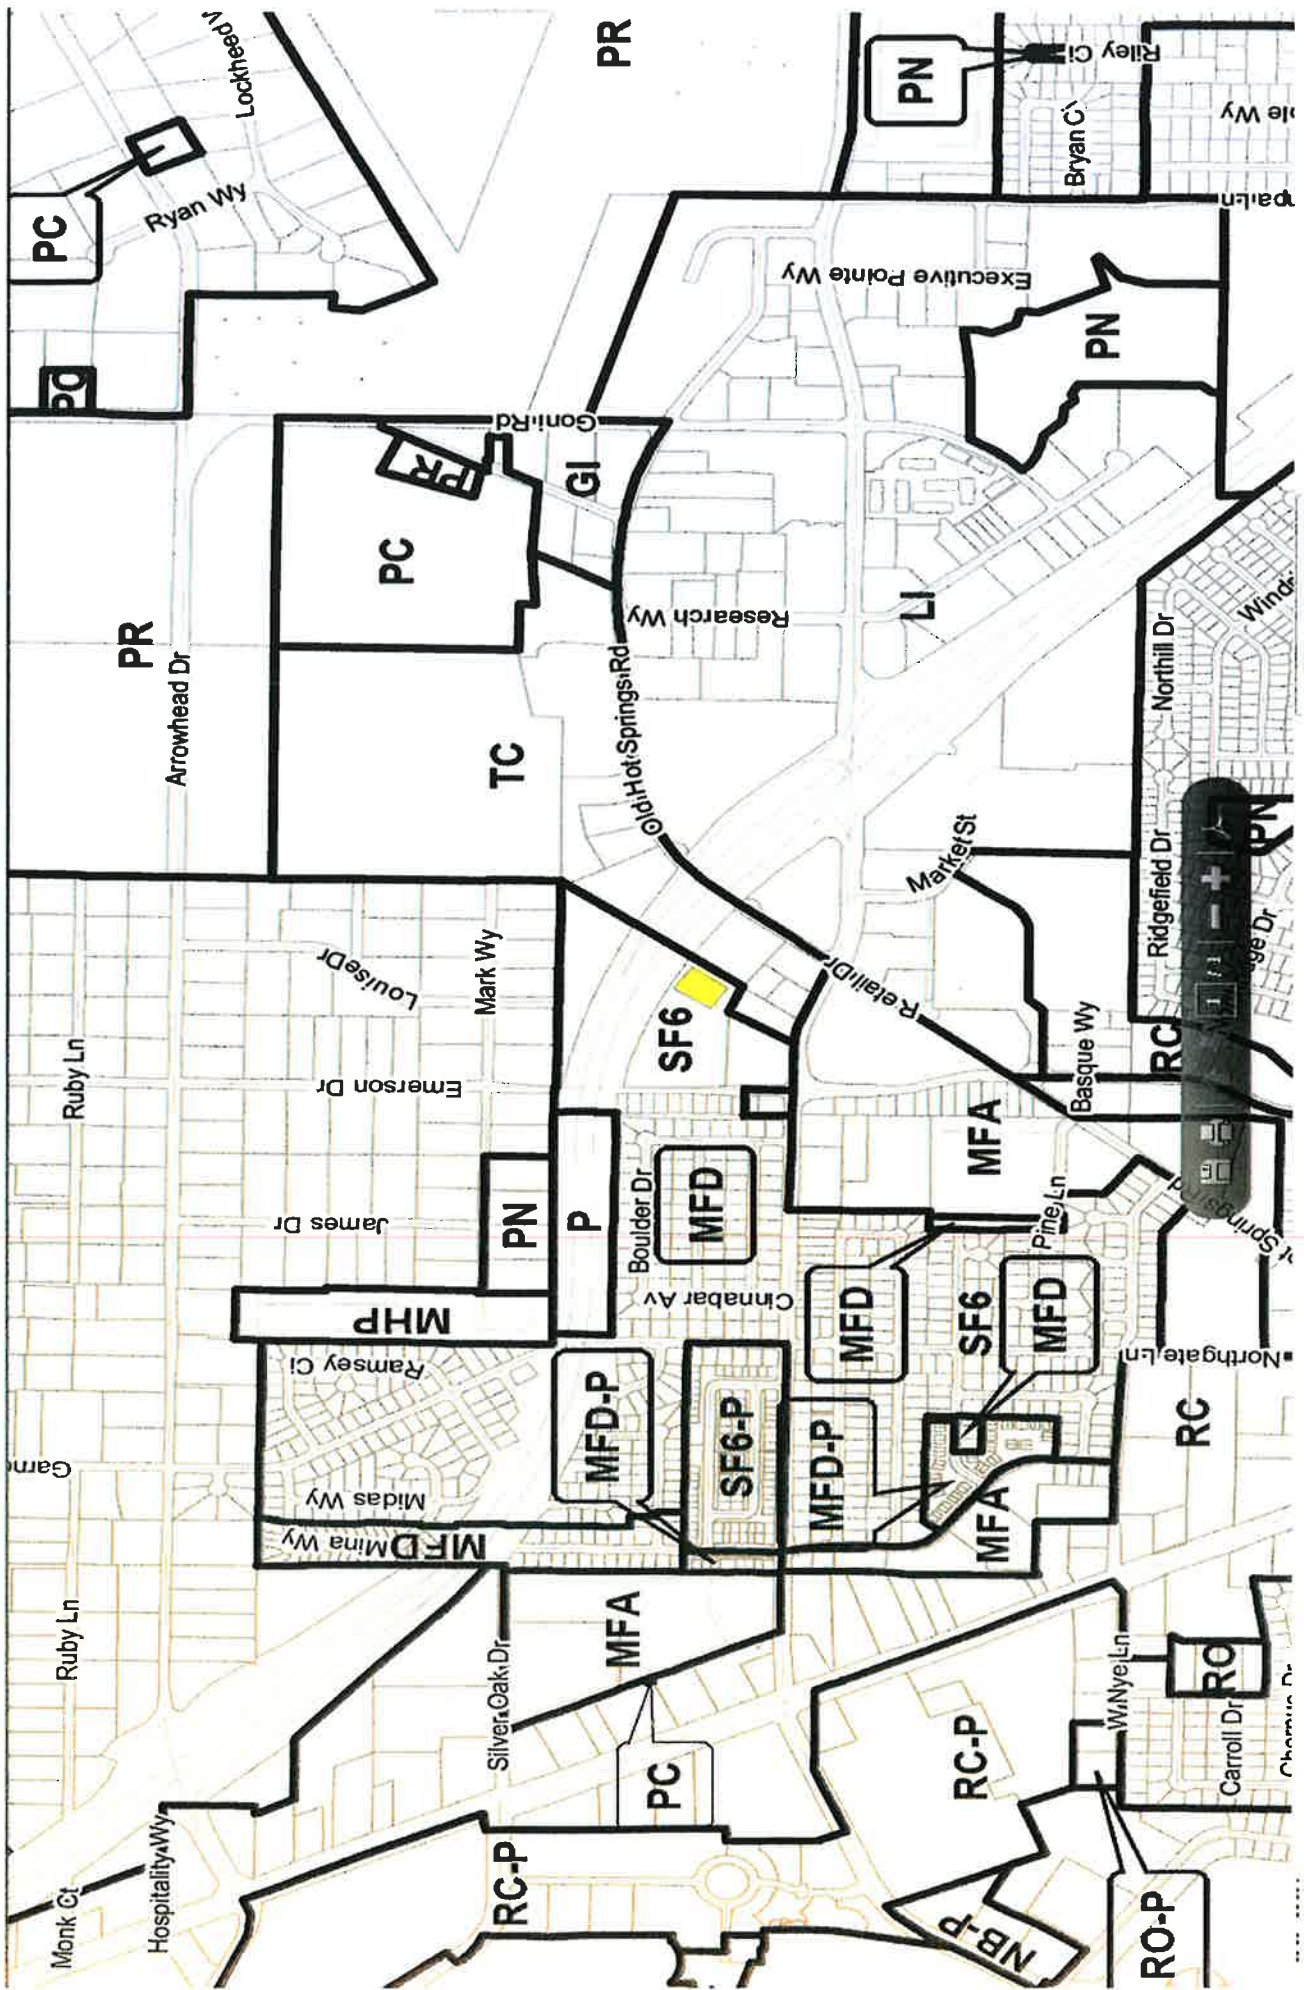 Monk Ct
Hospitality Wy
Ruby Ln
Ruby Ln
Arrowhead Dr
PR
PC
PC
Ryan Wy
Lockheed
PR
Mina Wy
MFD
Midas Wy
Ramsey Ci
MHP
James Dr
PN
Emerson Dr
Louise Dr
Mark Wy
TC
PC
PR
Goni Rd
GI
RC-P
Silver Oak Dr
MFA
PC
MFD-P
SF6-P
P
Boulder Dr
MFD
Cinnabar Av
SF6
Old Hot Springs Rd
Research Wy
Executive Pointe Wy
PN
Riley Ci
Bryan
NB-P
RO-P
RC-P
W Nye Ln
MFD-P
MFA
MFD
SF6
MFD
Pine Ln
MFA
Retail Dr
Market St
LI
PN
Basque Wy
RC
Ridgefield Dr
Northill Dr
PN
RC
Northgate Ln
RO
Carroll Dr